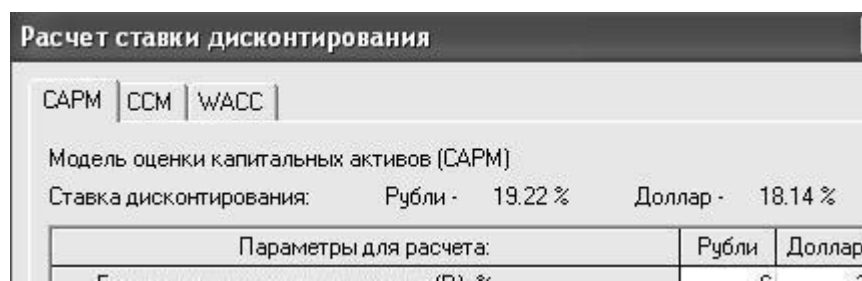 Расчет ставки дисконтирования
CAPM CCM WACC
Модель оценки капитальных активов (CAPM)
Ставка дисконтирования: Рубли - 19.22 % Доллар - 18.14 %
Параметры для расчета: Рубли Доллар